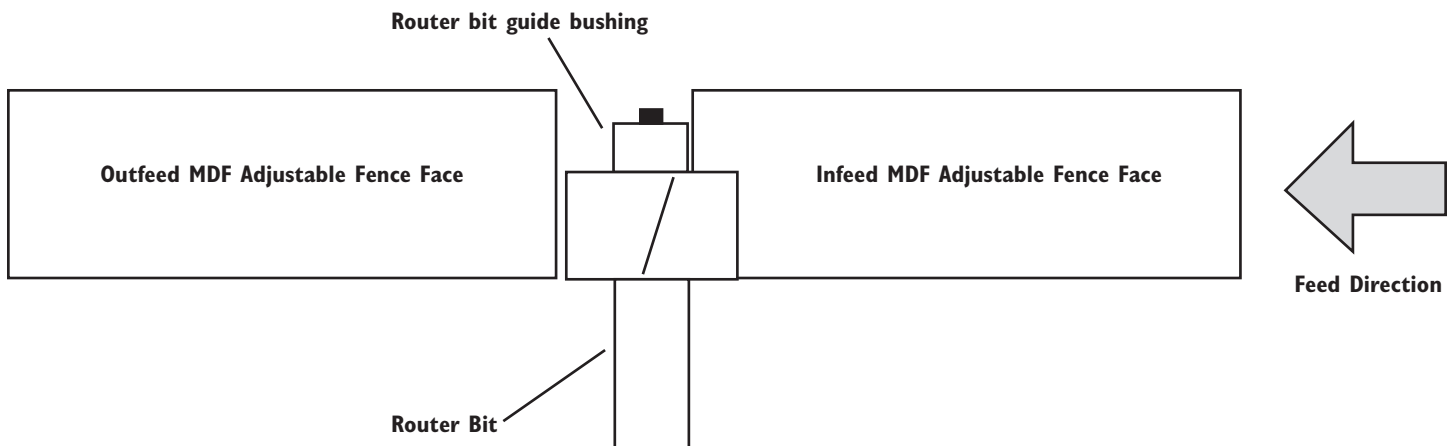 Router bit guide bushing
Outfeed MDF Adjustable Fence Face
Infeed MDF Adjustable Fence Face
Feed Direction
Router Bit